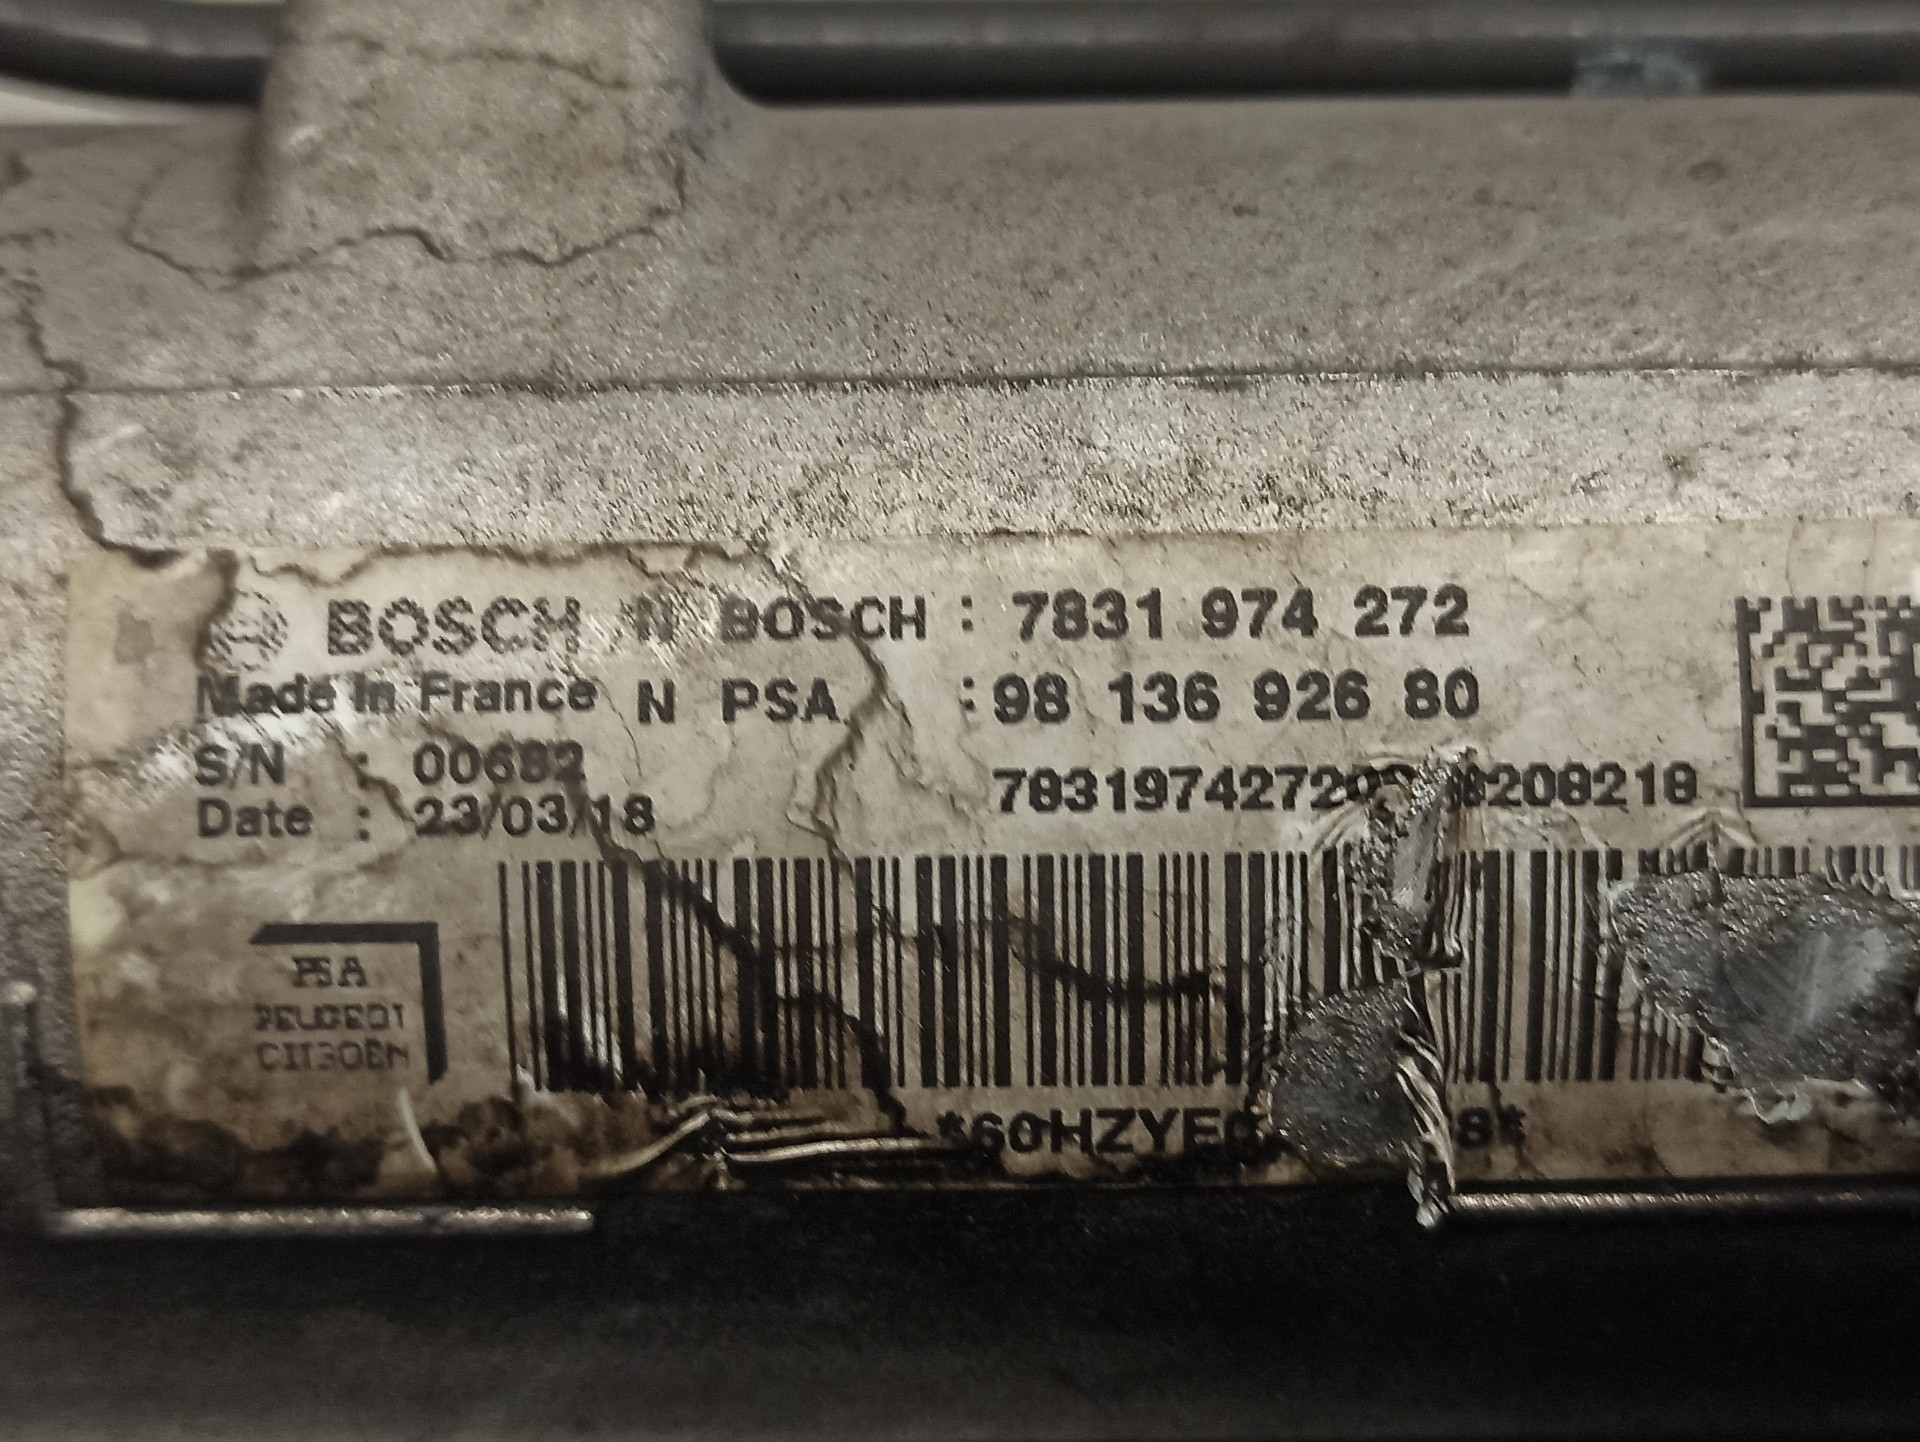 BOSCH N BOSCH : 7831 974 272
Made In France N PSA : 98 136 926 80
S/N : 00682
Date : 23/03/18
PSA
PEUGEOT
CITROEN